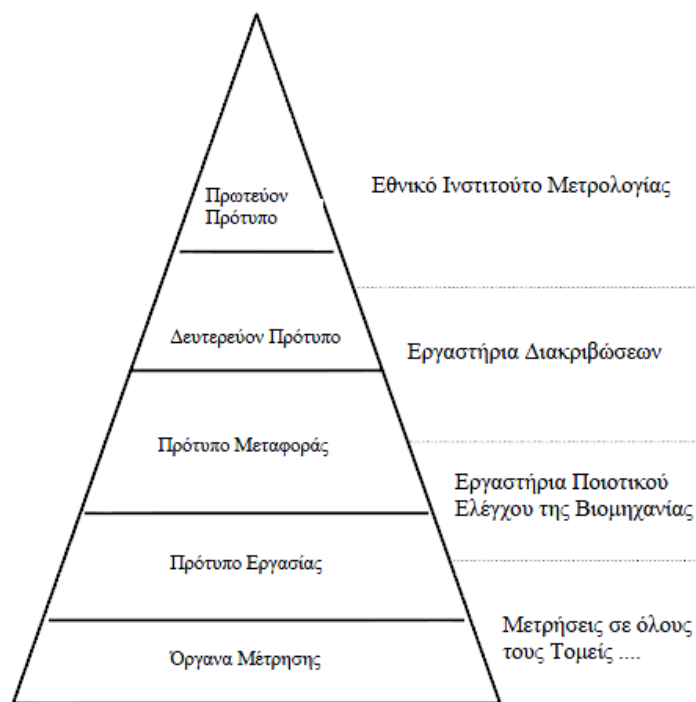 Πρωτεύον
Πρότυπο
Εθνικό Ινστιτούτο Μετρολογίας
Δευτερεύον Πρότυπο
Εργαστήρια Διακριβώσεων
Πρότυπο Μεταφοράς
Εργαστήρια Ποιοτικού
Ελέγχου της Βιομηχανίας
Πρότυπο Εργασίας
Μετρήσεις σε όλους
τους Τομείς ....
Όργανα Μέτρησης